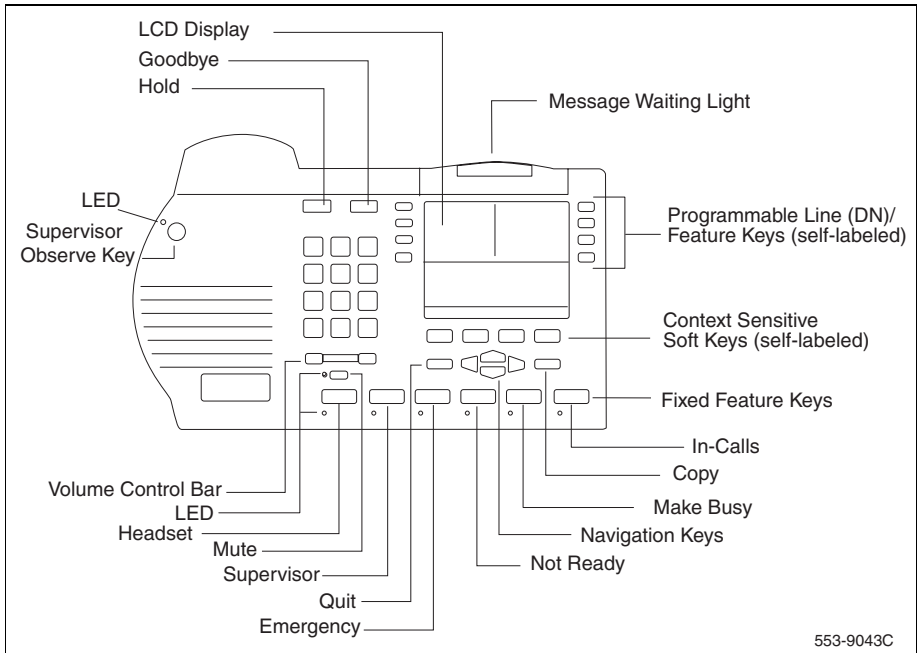 LCD Display
Goodbye
Hold
Message Waiting Light
LED
Supervisor
Observe Key
Programmable Line (DN)/
Feature Keys (self-labeled)
Context Sensitive
Soft Keys (self-labeled)
Fixed Feature Keys
In-Calls
Copy
Make Busy
Navigation Keys
Not Ready
Volume Control Bar
LED
Headset
Mute
Supervisor
Quit
Emergency
553-9043C